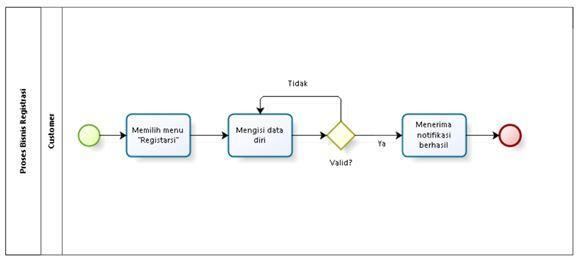 Proses Bisnis Registrasi
Customer
Memilih menu
"Registarsi"
Mengisi data
diri
Tidak
Valid?
Ya
Menerima
notifikasi
berhasil